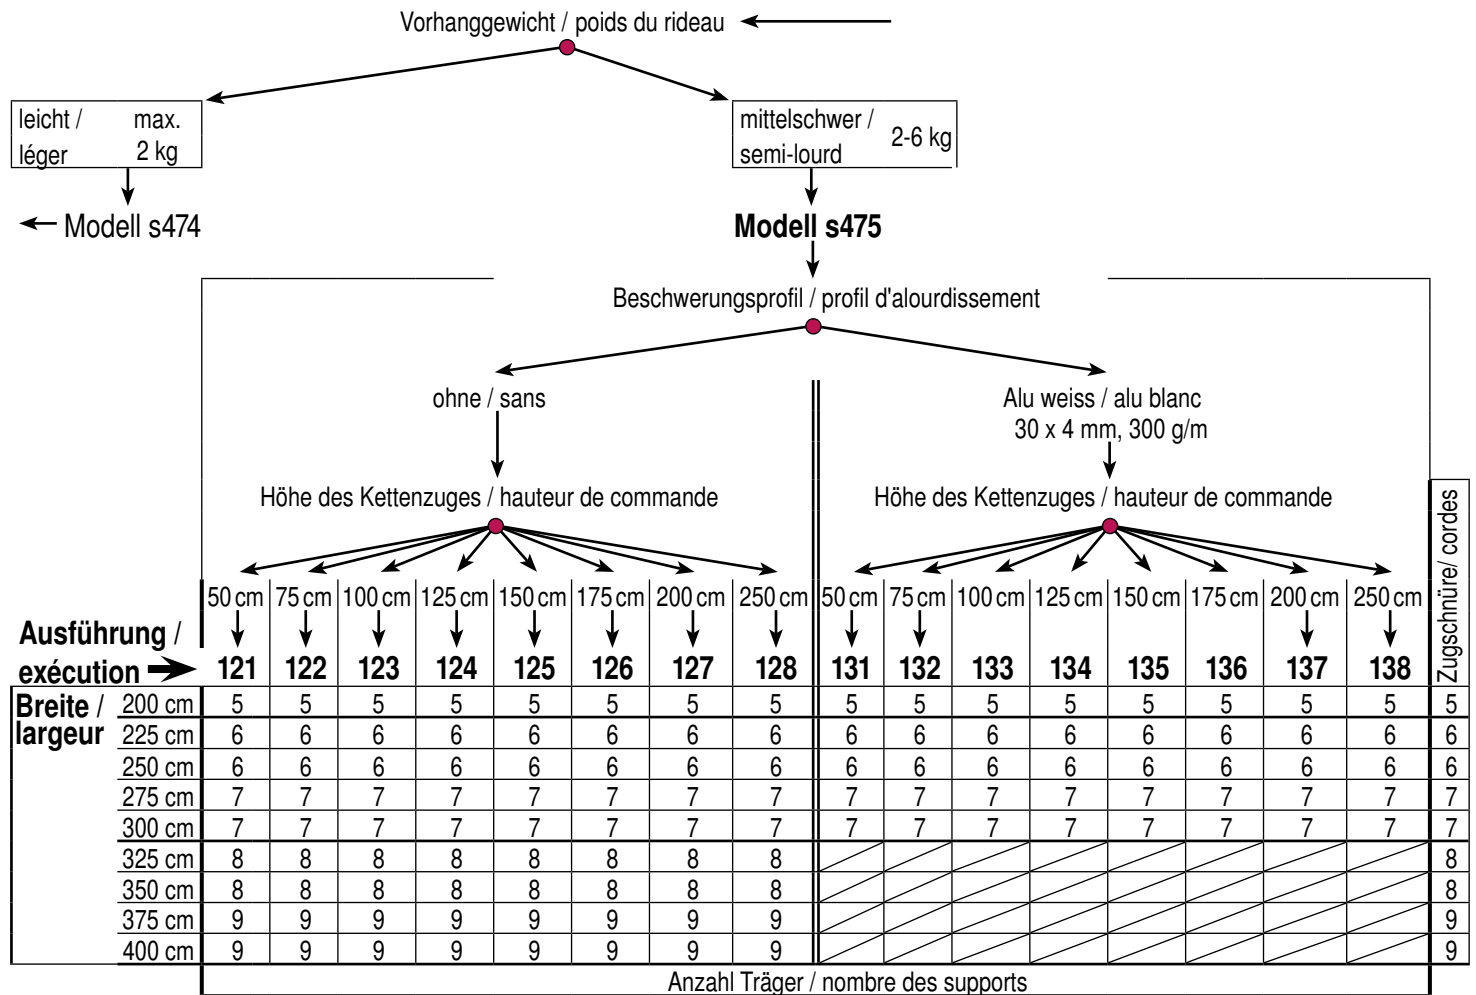 Vorhanggewicht / poids du rideau
leicht / max.
léger 2 kg
mittelschwer / 2-6 kg
semi-lourd
Modell s474
Modell s475
Beschwerungsprofil / profil d'alourdissement
ohne / sans
Alu weiss / alu blanc
30 x 4 mm, 300 g/m
Höhe des Kettenzuges / hauteur de commande
Höhe des Kettenzuges / hauteur de commande
Zugschnüre/ cordes
50 cm 75 cm 100 cm 125 cm 150 cm 175 cm 200 cm 250 cm 50 cm 75 cm 100 cm 125 cm 150 cm 175 cm 200 cm 250 cm
Ausführung /
exécution 121 122 123 124 125 126 127 128 131 132 133 134 135 136 137 138
Breite / 200 cm 5 5 5 5 5 5 5 5 5 5 5 5 5 5 5 5 5
largeur 225 cm 6 6 6 6 6 6 6 6 6 6 6 6 6 6 6 6 6
250 cm 6 6 6 6 6 6 6 6 6 6 6 6 6 6 6 6 6
275 cm 7 7 7 7 7 7 7 7 7 7 7 7 7 7 7 7 7
300 cm 7 7 7 7 7 7 7 7 7 7 7 7 7 7 7 7 7
325 cm 8 8 8 8 8 8 8 8 8
350 cm 8 8 8 8 8 8 8 8 8
375 cm 9 9 9 9 9 9 9 9 9
400 cm 9 9 9 9 9 9 9 9 9
Anzahl Träger / nombre des supports